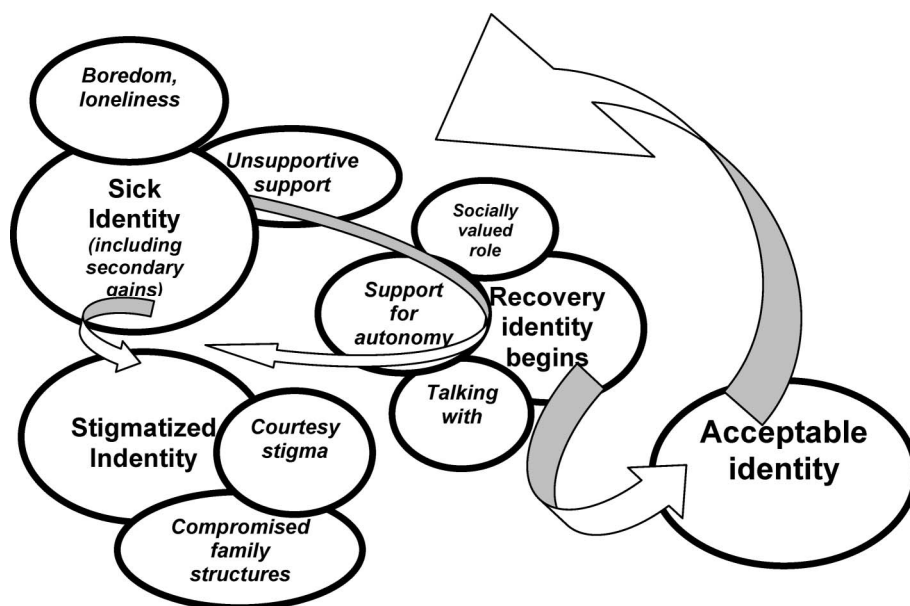 Boredom,
loneliness
Unsupportive
support
Sick
Identity
(including
secondary
gains)
Socially
valued
role
Support
for
autonomy
Recovery
identity
begins
Talking
with
Stigmatized
Indentity
Courtesy
stigma
Compromised
family
structures
Acceptable
identity